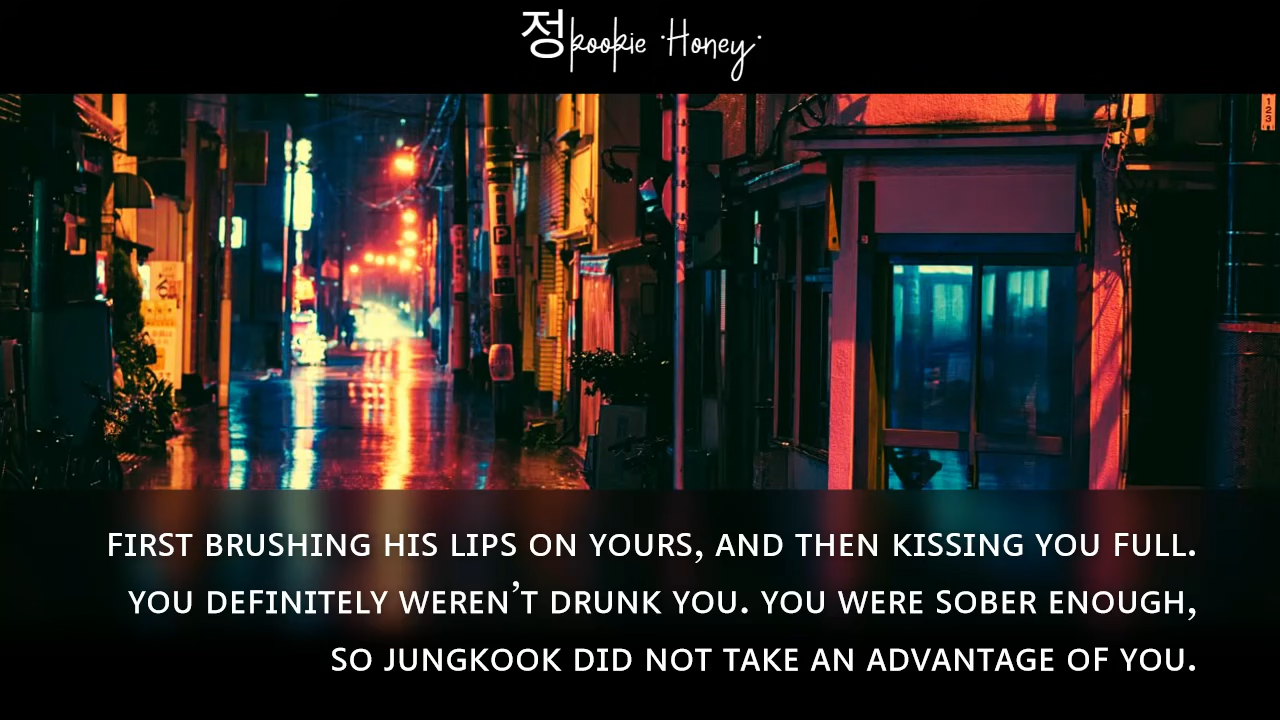 정kookie Honey
123
P
FIRST BRUSHING HIS LIPS ON YOURS, AND THEN KISSING YOU FULL.
YOU DEFINITELY WEREN'T DRUNK YOU. YOU WERE SOBER ENOUGH,
SO JUNGKOOK DID NOT TAKE AN ADVANTAGE OF YOU.